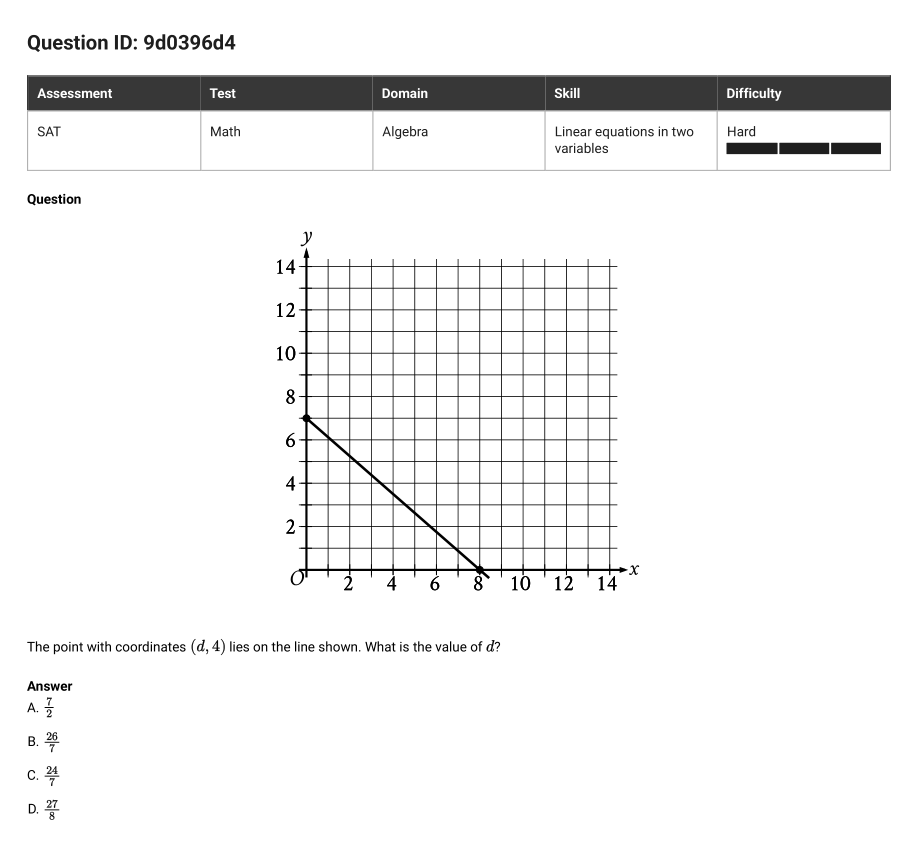 Question ID: 9d0396d4
Assessment Test Domain Skill Difficulty
SAT Math Algebra Linear equations in two Hard
variables
Question
y
14
12
10
8
6
4
2
O 2 4 6 8 10 12 14 x
The point with coordinates (d, 4) lies on the line shown. What is the value of d?
Answer
A. 7/2
B. 26/7
C. 24/7
D. 27/8